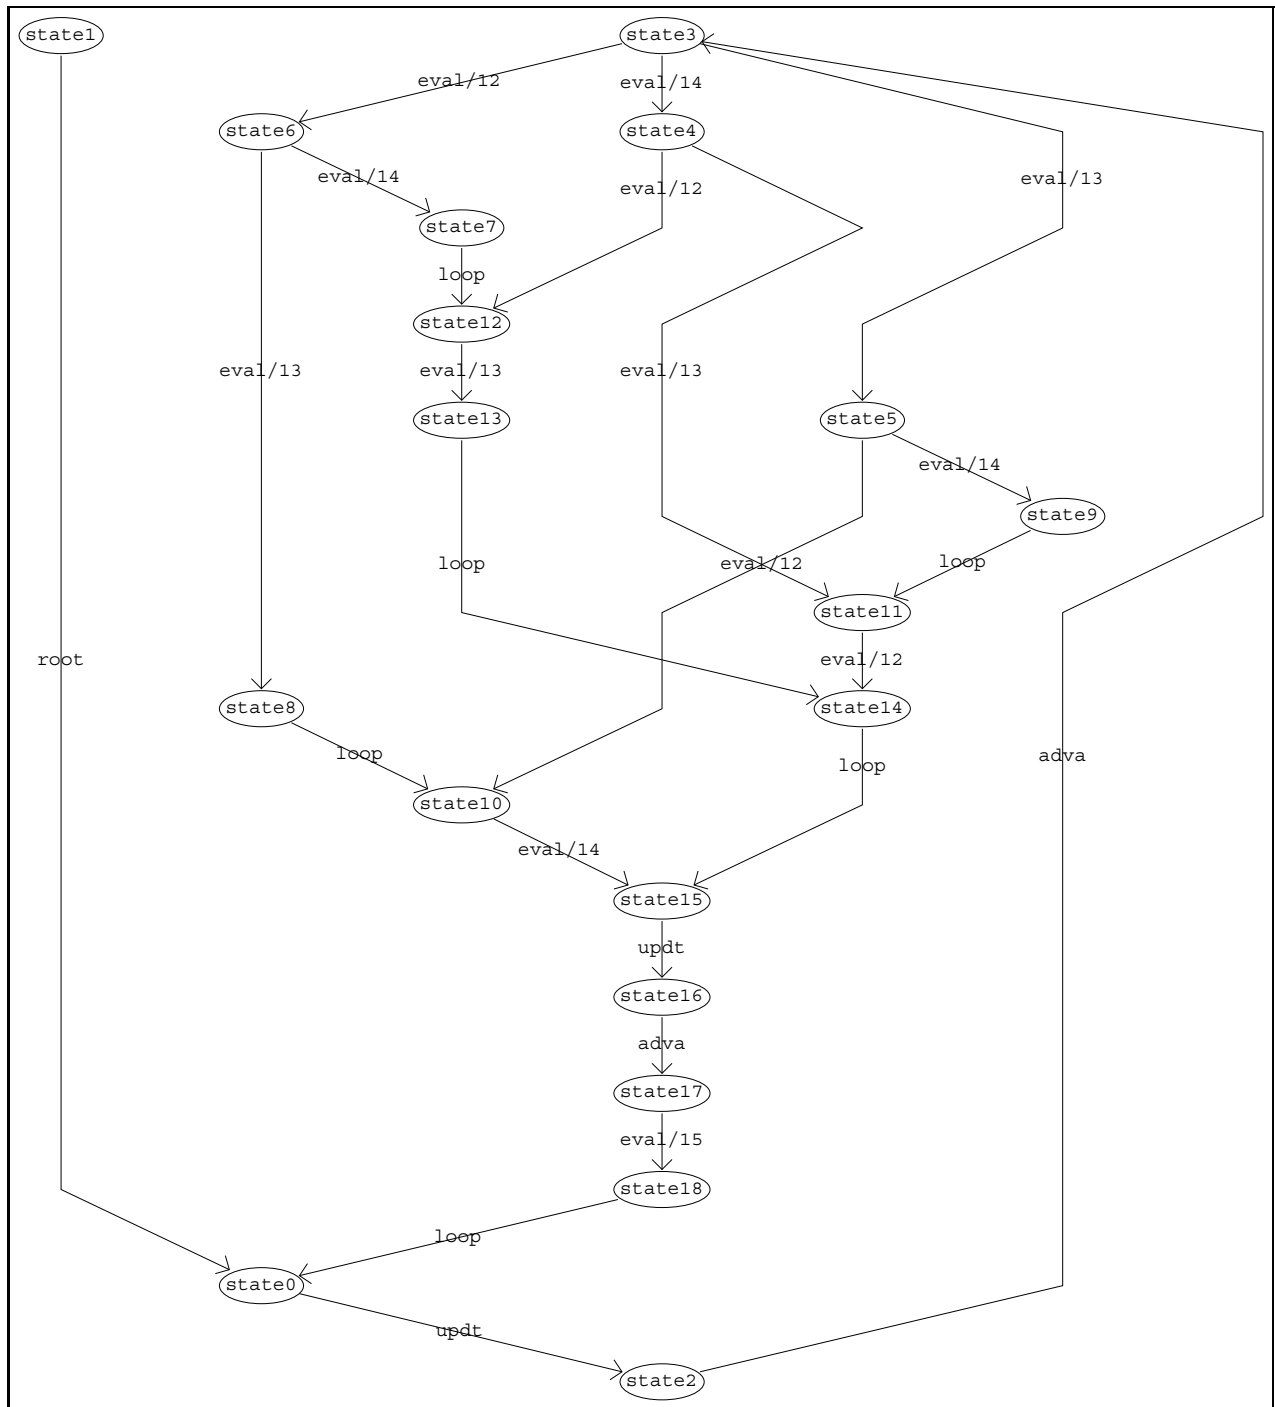 state1
state3
eval/12
eval/14
state6
state4
eval/14
eval/12
eval/13
state7
loop
state12
eval/13
eval/13
eval/13
state13
state5
eval/14
state9
loop
eval/12
loop
state11
root
eval/12
state8
state14
loop
adva
loop
state10
eval/14
state15
updt
state16
adva
state17
eval/15
state18
loop
state0
updt
state2